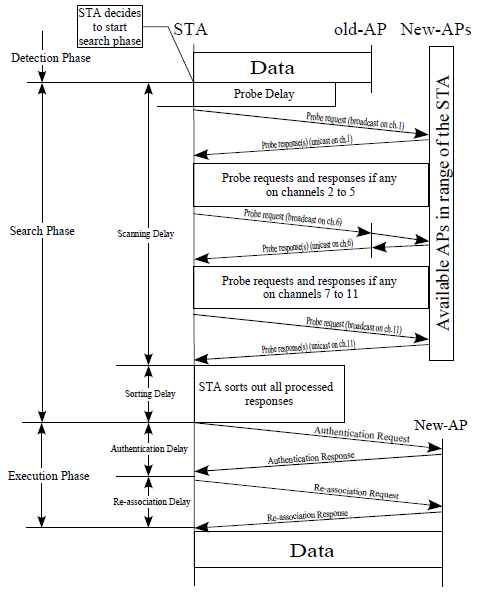 STA decides
to start
search phase
STA
old-AP
New-APs
Detection Phase
Data
Probe Delay
Probe request (broadcast on ch.1)
Probe response(s) (unicast on ch.1)
Probe requests and responses if any
on channels 2 to 5
Probe request (broadcast on ch.6)
Search Phase
Scanning Delay
Probe response(s) (unicast on ch.6)
Available APs in range of the STA
Probe requests and responses if any
on channels 7 to 11
Probe request (broadcast on ch.11)
Probe response(s) (unicast on ch.11)
Sorting Delay
STA sorts out all processed
responses
New-AP
Authentication Request
Authentication Delay
Authentication Response
Execution Phase
Re-association Request
Re-association Delay
Re-association Response
Data